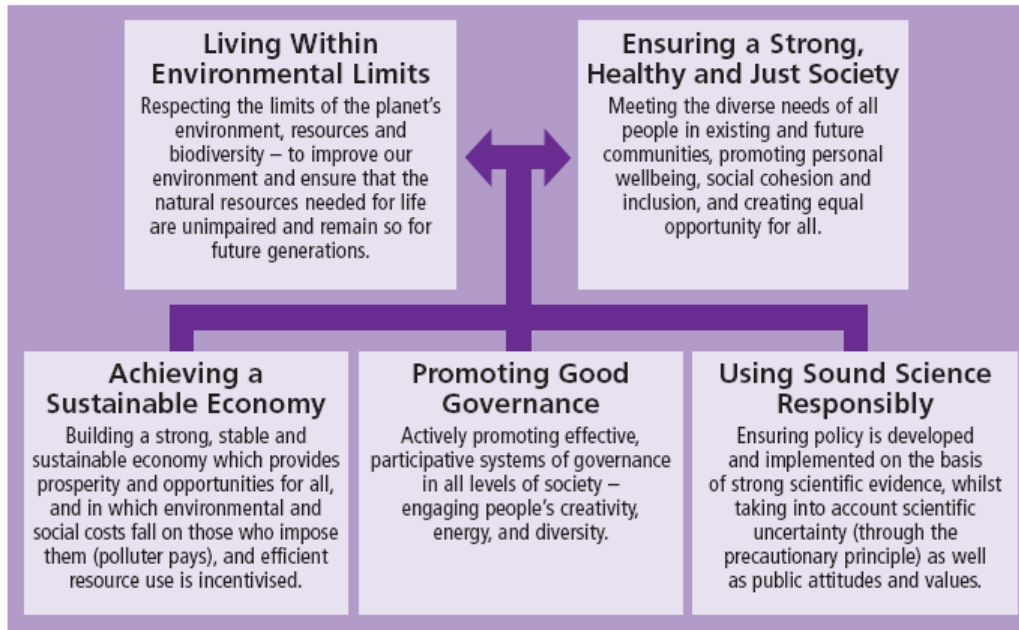 Living Within
Environmental Limits
Respecting the limits of the planet's
environment, resources and
biodiversity – to improve our
environment and ensure that the
natural resources needed for life
are unimpaired and remain so for
future generations.
Ensuring a Strong,
Healthy and Just Society
Meeting the diverse needs of all
people in existing and future
communities, promoting personal
wellbeing, social cohesion and
inclusion, and creating equal
opportunity for all.
Achieving a
Sustainable Economy
Building a strong, stable and
sustainable economy which provides
prosperity and opportunities for all,
and in which environmental and
social costs fall on those who impose
them (polluter pays), and efficient
resource use is incentivised.
Promoting Good
Governance
Actively promoting effective,
participative systems of governance
in all levels of society –
engaging people's creativity,
energy, and diversity.
Using Sound Science
Responsibly
Ensuring policy is developed
and implemented on the basis
of strong scientific evidence, whilst
taking into account scientific
uncertainty (through the
precautionary principle) as well
as public attitudes and values.